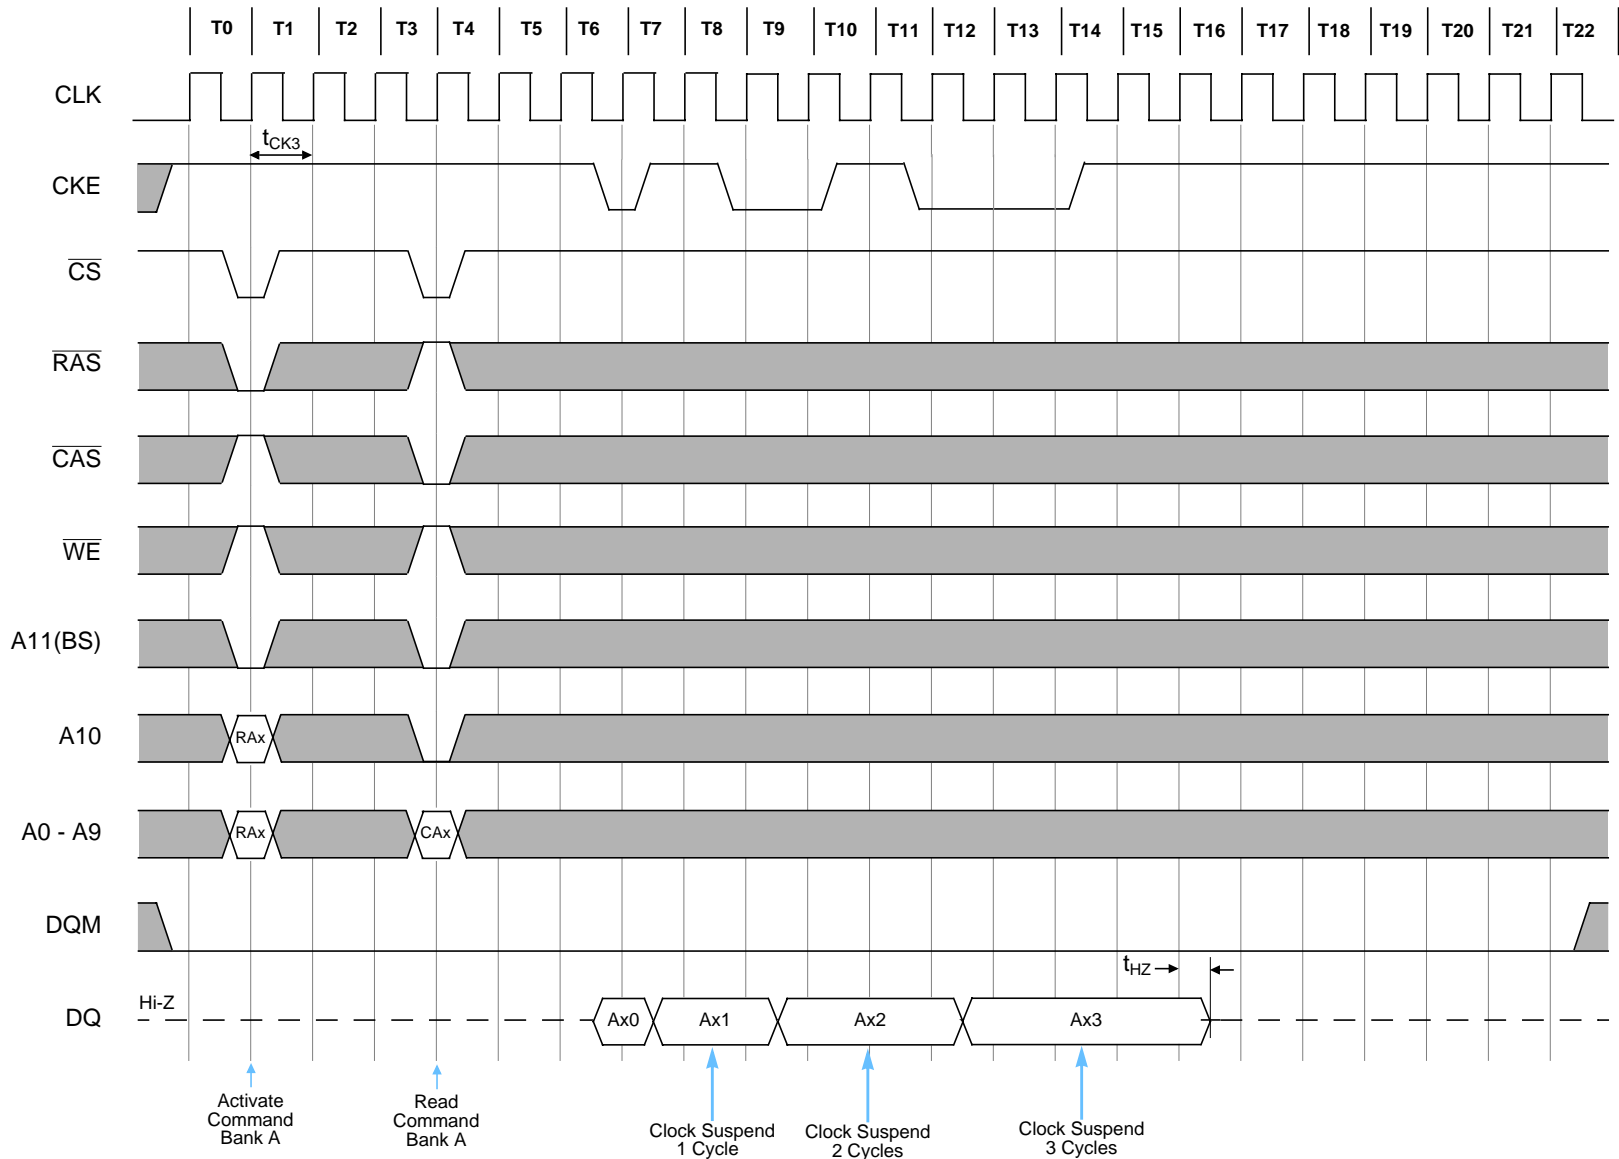 T0 T1 T2 T3 T4 T5 T6 T7 T8 T9 T10 T11 T12 T13 T14 T15 T16 T17 T18 T19 T20 T21 T22
CLK
tCK3
CKE
CS
RAS
CAS
WE
A11(BS)
A10
RAx
A0 - A9
RAx
CAx
DQM
tHZ
Hi-Z
DQ
Ax0
Ax1
Ax2
Ax3
Activate
Command
Bank A
Read
Command
Bank A
Clock Suspend
1 Cycle
Clock Suspend
2 Cycles
Clock Suspend
3 Cycles